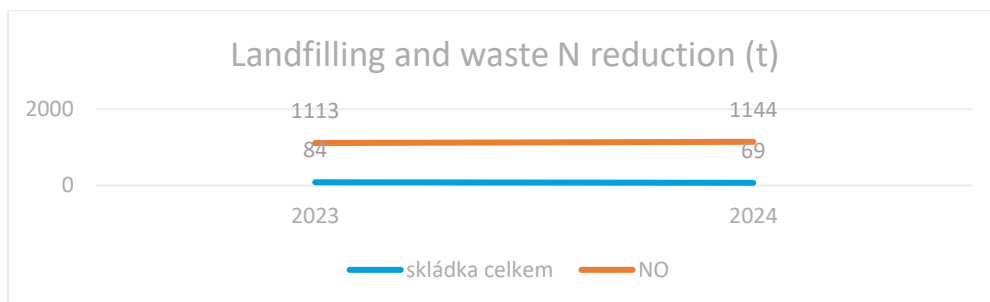 Landfilling and waste N reduction (t)
2000
1113
1144
84
69
0
2023
2024
skládka celkem
NO